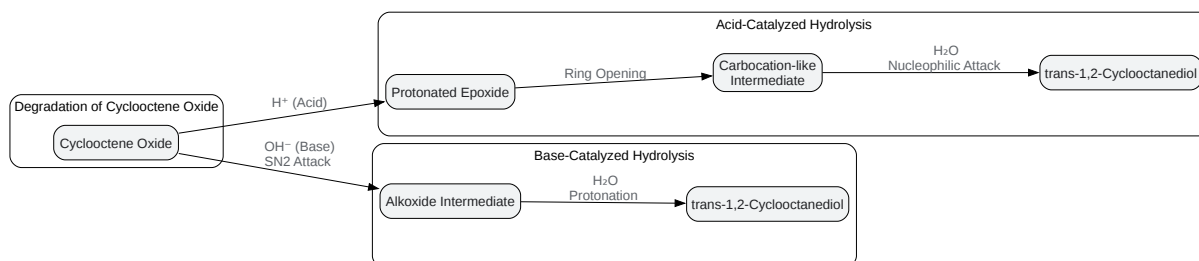 Degradation of Cyclooctene Oxide
Cyclooctene Oxide
H⁺ (Acid)
OH⁻ (Base)
SN2 Attack
Acid-Catalyzed Hydrolysis
Protonated Epoxide
Ring Opening
Carbocation-like
Intermediate
H₂O
Nucleophilic Attack
trans-1,2-Cyclooctanediol
Base-Catalyzed Hydrolysis
Alkoxide Intermediate
H₂O
Protonation
trans-1,2-Cyclooctanediol